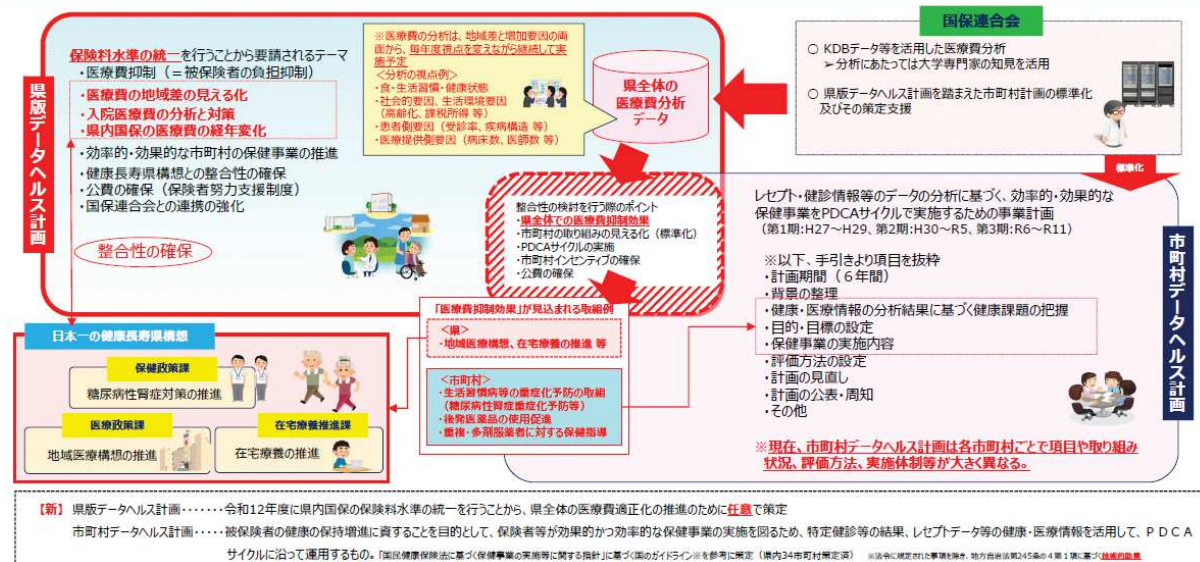 県版データヘルス計画
保険料水準の統一を行うことから要請されるテーマ
・医療費抑制（＝被保険者の負担抑制）
・医療費の地域差の見える化
・入院医療費の分析と対策
・県内国保の医療費の経年変化
・効率的・効果的な市町村の保健事業の推進
・健康長寿県構想との整合性の確保
・公費の確保（保険者努力支援制度）
・国保連合会との連携の強化
整合性の確保
※医療費の分析は、地域差と増加要因の両
面から、毎年度視点を変えながら継続して実
施予定
＜分析の視点例＞
・食・生活習慣・健康状態
・社会的要因、生活環境要因
（高齢化、課税所得 等）
・患者側要因（受診率、疾病構造 等）
・医療提供側要因（病床数、医師数 等）
県全体の
医療費分析
データ
国保連合会
○ KDBデータ等を活用した医療費分析
➢分析にあたっては大学専門家の知見を活用
○ 県版データヘルス計画を踏まえた市町村計画の標準化
及びその策定支援
標準化
整合性の検討を行う際のポイント
・県全体での医療費抑制効果
・市町村の取り組みの見える化（標準化）
・PDCAサイクルの実施
・市町村インセンティブの確保
・公費の確保
市町村データヘルス計画
レセプト・健診情報等のデータの分析に基づく、効率的・効果的な
保健事業をPDCAサイクルで実施するための事業計画
（第1期:H27～H29、第2期:H30～R5、第3期:R6～R11）
※以下、手引きより項目を抜粋
・計画期間（６年間）
・背景の整理
・健康・医療情報の分析結果に基づく健康課題の把握
・目的・目標の設定
・保健事業の実施内容
・評価方法の設定
・計画の見直し
・計画の公表・周知
・その他
※現在、市町村データヘルス計画は各市町村ごとで項目や取り組み
状況、評価方法、実施体制等が大きく異なる。
「医療費抑制効果」が見込まれる取組例
＜県＞
・地域医療構想、在宅療養の推進 等
＜市町村＞
・生活習慣病等の重症化予防の取組
（糖尿病性腎症重症化予防等）
・後発医薬品の使用促進
・重複・多剤服薬者に対する保健指導
日本一の健康長寿県構想
保健政策課
糖尿病性腎症対策の推進
医療政策課
地域医療構想の推進
在宅療養推進課
在宅療養の推進
【新】 県版データヘルス計画・・・・・・・令和12年度に県内国保の保険料水準の統一を行うことから、県全体の医療費適正化の推進のために任意で策定
市町村データヘルス計画・・・・・被保険者の健康の保持増進に資することを目的として、保険者等が効果的かつ効率的な保健事業の実施を図るため、特定健診等の結果、レセプトデータ等の健康・医療情報を活用して、ＰＤＣＡ
サイクルに沿って運用するもの。「国民健康保険法に基づく保健事業の実施等に関する指針」に基づく国のガイドライン※を参考に策定（県内34市町村策定済） ※法令に規定された事項を除き、地方自治法第245条の４第１項に基づく技術的助言